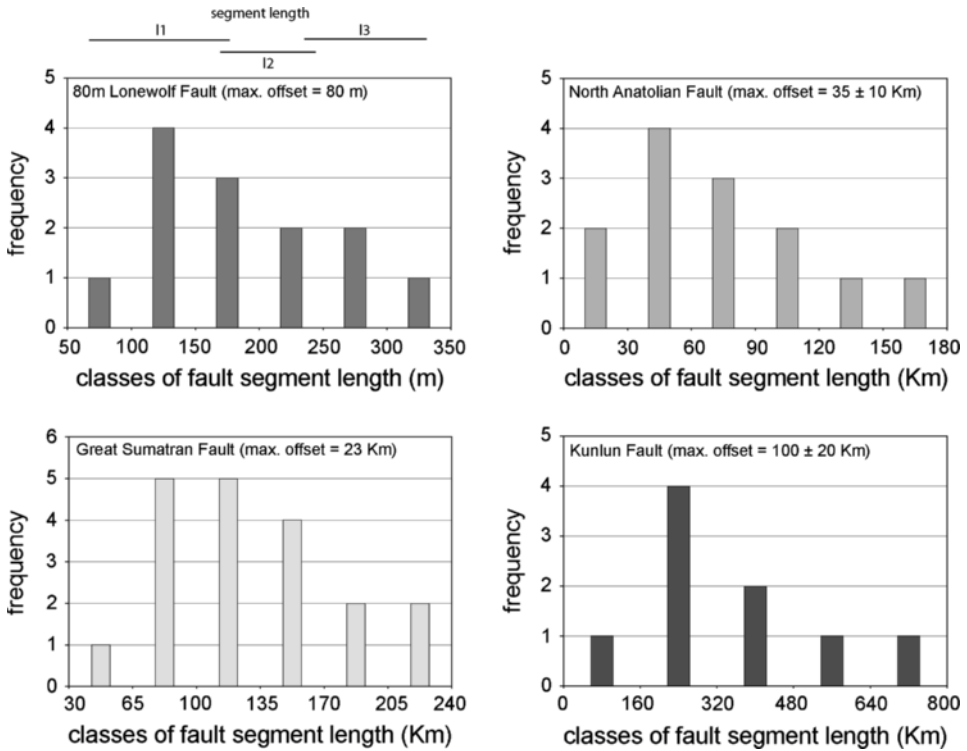 segment length
l1
l3
l2
80m Lonewolf Fault (max. offset = 80 m)
frequency
5
4
3
2
1
0
50 100 150 200 250 300 350
classes of fault segment length (m)
North Anatolian Fault (max. offset = 35 ± 10 Km)
frequency
5
4
3
2
1
0
0 30 60 90 120 150 180
classes of fault segment length (Km)
Great Sumatran Fault (max. offset = 23 Km)
frequency
6
5
4
3
2
1
0
30 65 100 135 170 205 240
classes of fault segment length (Km)
Kunlun Fault (max. offset = 100 ± 20 Km)
frequency
5
4
3
2
1
0
0 160 320 480 640 800
classes of fault segment length (Km)